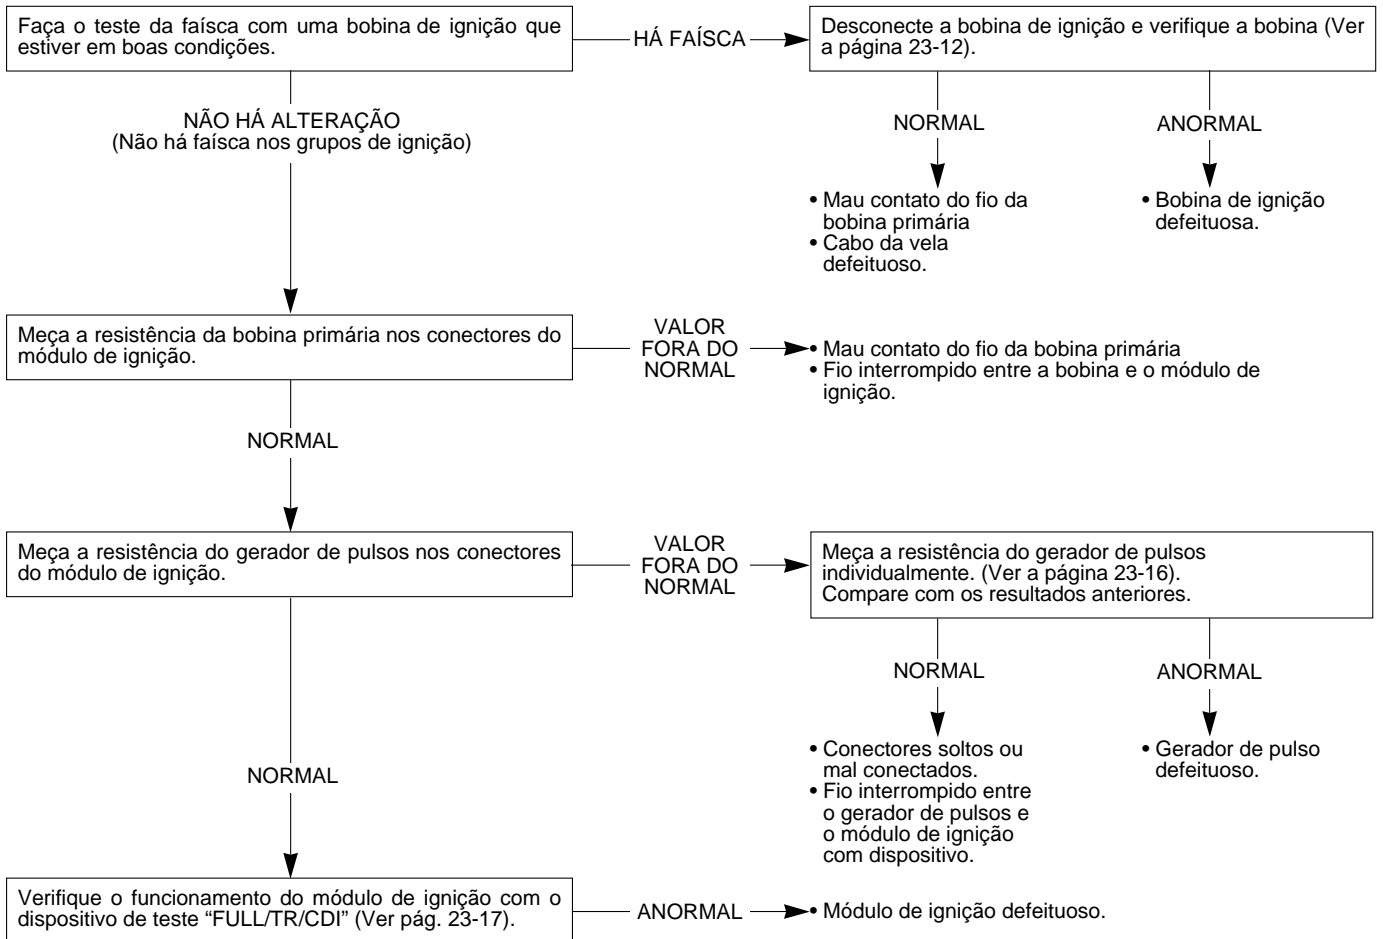 Faça o teste da faísca com uma bobina de ignição que
estiver em boas condições.
HÁ FAÍSCA
Desconecte a bobina de ignição e verifique a bobina (Ver
a página 23-12).
NÃO HÁ ALTERAÇÃO
(Não há faísca nos grupos de ignição)
NORMAL
ANORMAL
• Mau contato do fio da
bobina primária
• Cabo da vela
defeituoso.
• Bobina de ignição
defeituosa.
Meça a resistência da bobina primária nos conectores do
módulo de ignição.
VALOR
FORA DO
NORMAL
• Mau contato do fio da bobina primária
• Fio interrompido entre a bobina e o módulo de
ignição.
NORMAL
Meça a resistência do gerador de pulsos nos conectores
do módulo de ignição.
VALOR
FORA DO
NORMAL
Meça a resistência do gerador de pulsos
individualmente. (Ver a página 23-16).
Compare com os resultados anteriores.
NORMAL
ANORMAL
• Conectores soltos ou
mal conectados.
• Fio interrompido entre
o gerador de pulsos e
o módulo de ignição
com dispositivo.
• Gerador de pulso
defeituoso.
NORMAL
Verifique o funcionamento do módulo de ignição com o
dispositivo de teste “FULL/TR/CDI” (Ver pág. 23-17).
ANORMAL
• Módulo de ignição defeituoso.